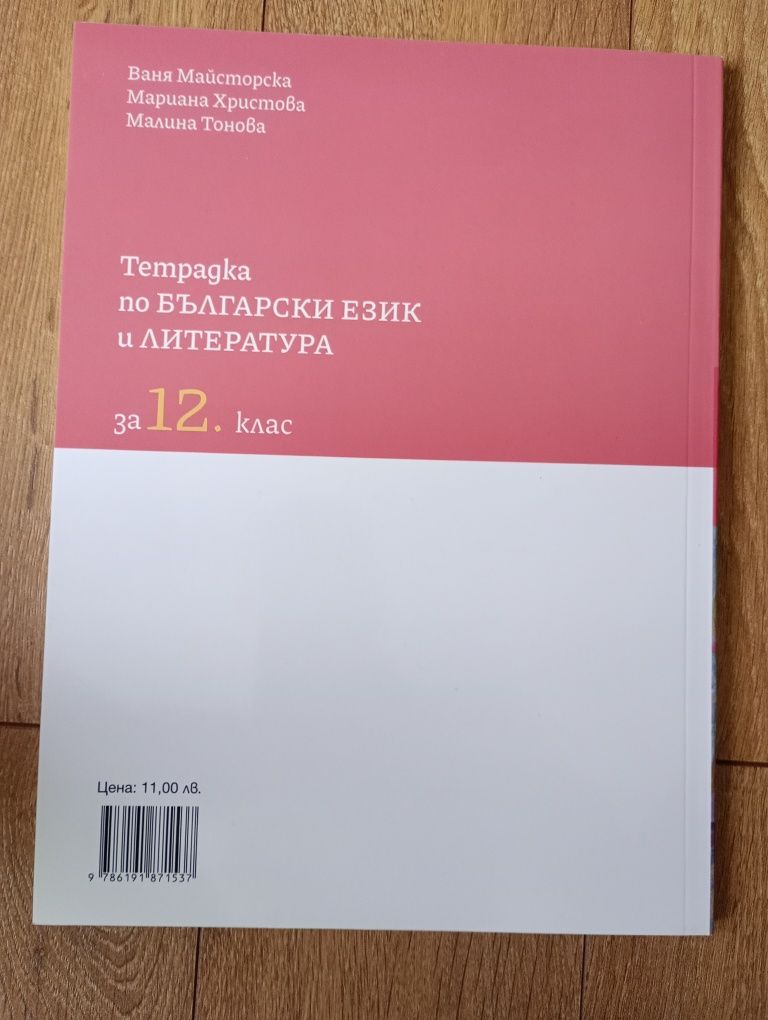 Ваня Майсторска
Мариана Христова
Малина Тонова
Тетрадка
по БЪЛГАРСКИ ЕЗИК
и ЛИТЕРАТУРА
за 12. клас
Цена: 11,00 лв.
9 786191 871537